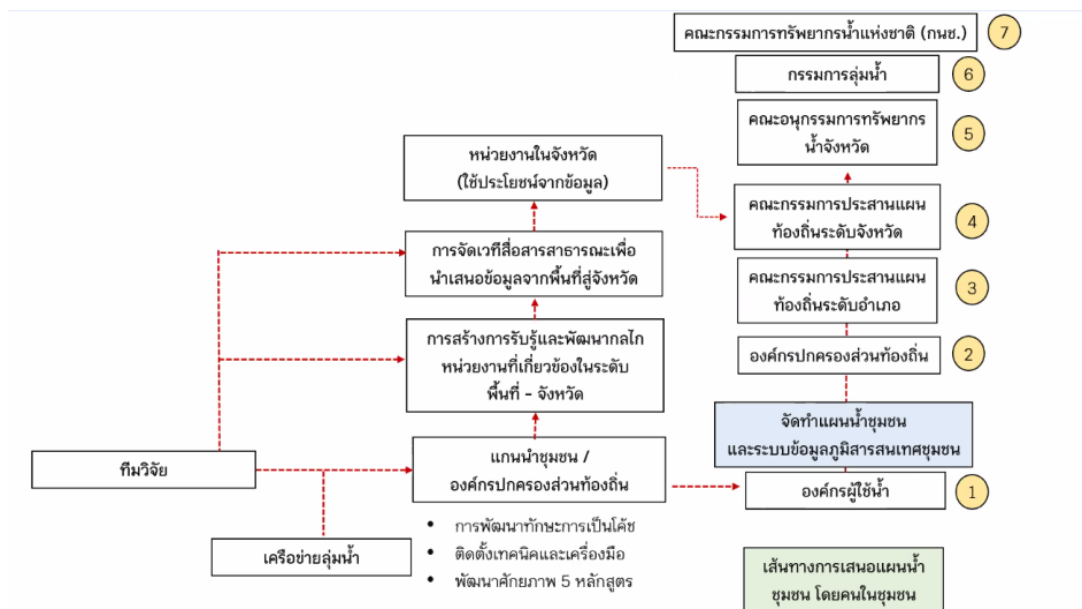 คณะกรรมการทรัพยากรน้ำแห่งชาติ (กนช.)
7
กรรมการลุ่มน้ำ
6
คณะอนุกรรมการทรัพยากร
น้ำจังหวัด
5
หน่วยงานในจังหวัด
(ใช้ประโยชน์จากข้อมูล)
คณะกรรมการประสานแผน
ท้องถิ่นระดับจังหวัด
4
การจัดเวทีสื่อสารสาธารณะเพื่อ
นำเสนอข้อมูลจากพื้นที่สู่จังหวัด
คณะกรรมการประสานแผน
ท้องถิ่นระดับอำเภอ
3
การสร้างการรับรู้และพัฒนากลไก
หน่วยงานที่เกี่ยวข้องในระดับ
พื้นที่ – จังหวัด
องค์กรปกครองส่วนท้องถิ่น
2
จัดทำแผนน้ำชุมชน
และระบบข้อมูลภูมิสารสนเทศชุมชน
ทีมวิจัย
แกนนำชุมชน /
องค์กรปกครองส่วนท้องถิ่น
องค์กรผู้ใช้น้ำ
1
เครือข่ายลุ่มน้ำ
• การพัฒนาทักษะการเป็นโค้ช
• ติดตั้งเทคนิคและเครื่องมือ
• พัฒนาศักยภาพ 5 หลักสูตร
เส้นทางการเสนอแผนน้ำ
ชุมชน โดยคนในชุมชน